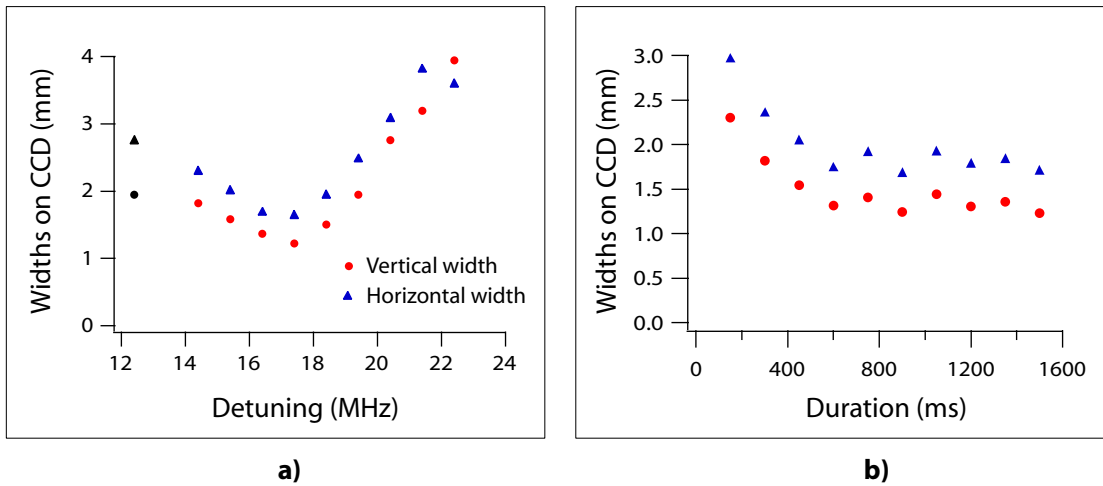 4
3
2
1
0
Widths on CCD (mm)
Vertical width
Horizontal width
12 14 16 18 20 22 24
Detuning (MHz)
a)
3.0
2.5
2.0
1.5
1.0
0.5
0.0
Widths on CCD (mm)
0 400 800 1200 1600
Duration (ms)
b)